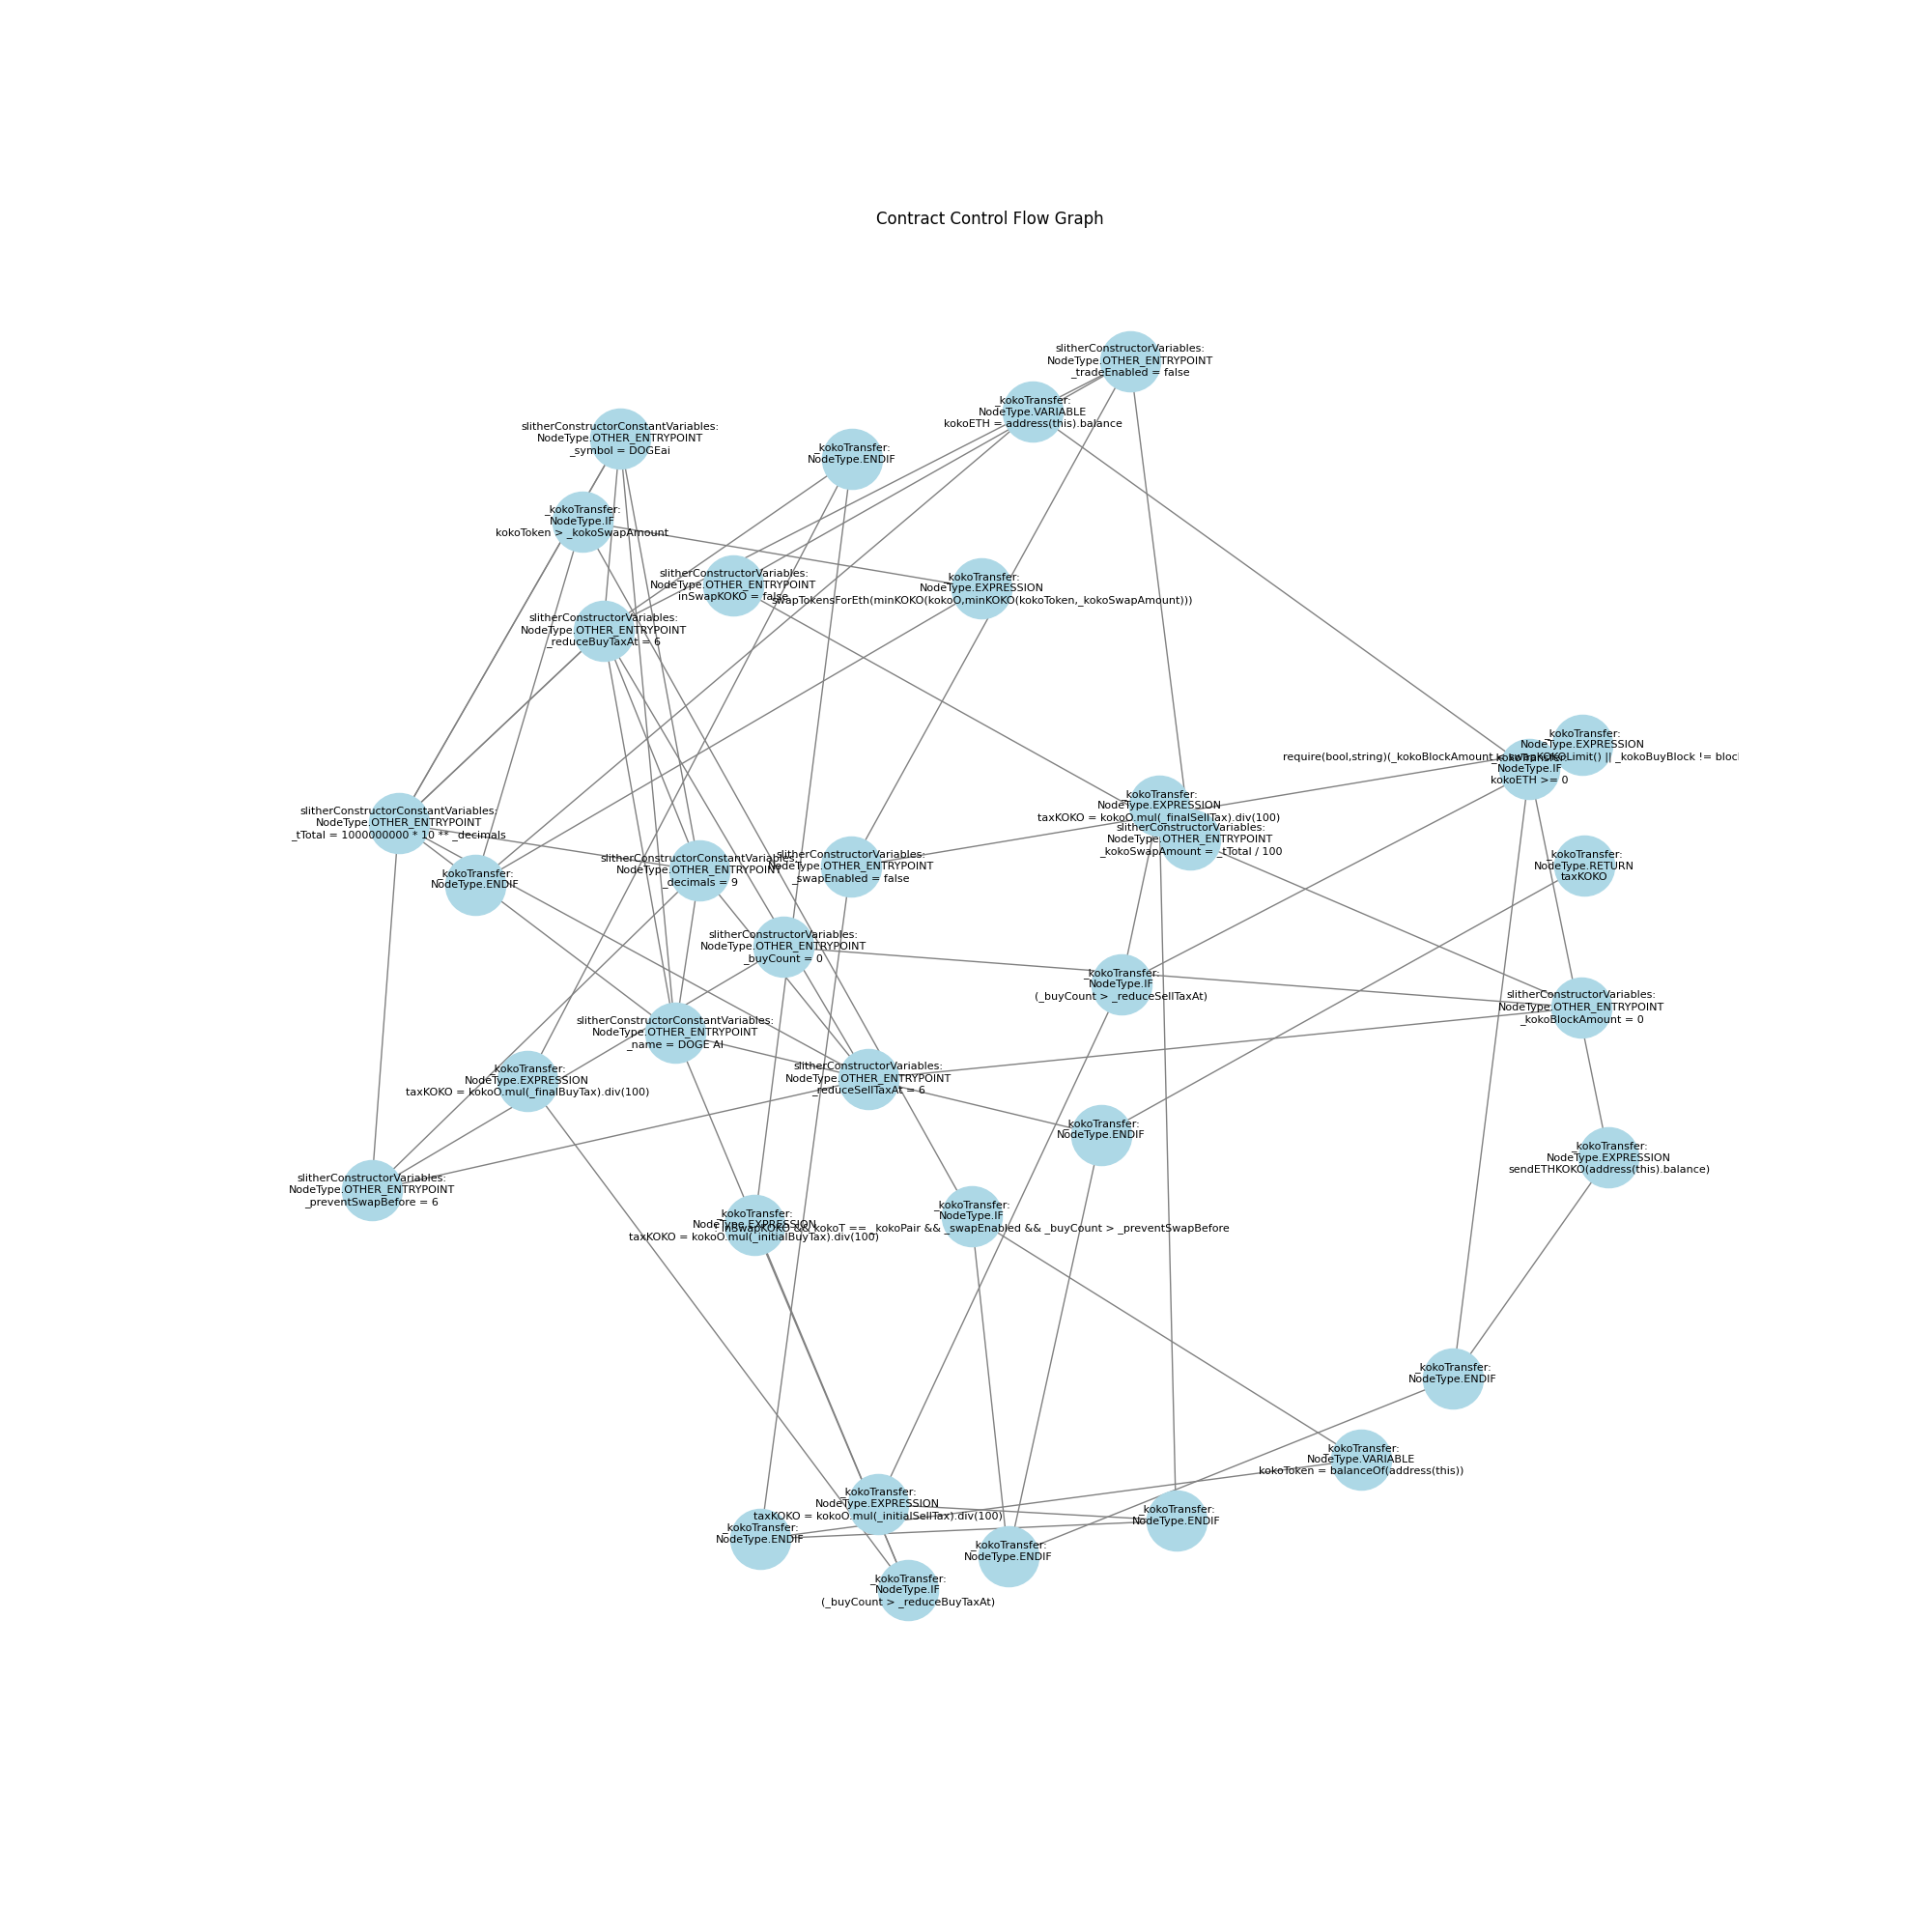 Contract Control Flow Graph
slitherConstructorVariables:
NodeType.OTHER_ENTRYPOINT
_tradeEnabled = false
_kokoTransfer:
NodeType.VARIABLE
kokoETH = address(this).balance
slitherConstructorConstantVariables:
NodeType.OTHER_ENTRYPOINT
_symbol = DOGEai
_kokoTransfer:
NodeType.ENDIF
_kokoTransfer:
NodeType.IF
kokoToken > _kokoSwapAmount
slitherConstructorVariables:
NodeType.OTHER_ENTRYPOINT
inSwapKOKO = false
_kokoTransfer:
NodeType.EXPRESSION
swapTokensForEth(minKOKO(kokoO,minKOKO(kokoToken,_kokoSwapAmount)))
slitherConstructorVariables:
NodeType.OTHER_ENTRYPOINT
_reduceBuyTaxAt = 6
_kokoTransfer:
NodeType.EXPRESSION
require(bool,string)(_kokoBlockAmount < swapKOKOLimit() || _kokoBuyBlock != bloc
_kokoTransfer:
NodeType.IF
kokoETH >= 0
_kokoTransfer:
NodeType.EXPRESSION
taxKOKO = kokoO.mul(_finalSellTax).div(100)
slitherConstructorVariables:
NodeType.OTHER_ENTRYPOINT
_kokoSwapAmount = _tTotal / 100
slitherConstructorConstantVariables:
NodeType.OTHER_ENTRYPOINT
_tTotal = 1000000000 * 10 ** _decimals
_kokoTransfer:
NodeType.ENDIF
slitherConstructorConstantVariables:
NodeType.OTHER_ENTRYPOINT
_decimals = 9
slitherConstructorVariables:
NodeType.OTHER_ENTRYPOINT
_swapEnabled = false
_kokoTransfer:
NodeType.RETURN
taxKOKO
slitherConstructorVariables:
NodeType.OTHER_ENTRYPOINT
_buyCount = 0
_kokoTransfer:
NodeType.IF
(_buyCount > _reduceSellTaxAt)
slitherConstructorVariables:
NodeType.OTHER_ENTRYPOINT
_kokoBlockAmount = 0
slitherConstructorConstantVariables:
NodeType.OTHER_ENTRYPOINT
_name = DOGE AI
_kokoTransfer:
NodeType.EXPRESSION
taxKOKO = kokoO.mul(_finalBuyTax).div(100)
slitherConstructorVariables:
NodeType.OTHER_ENTRYPOINT
_reduceSellTaxAt = 6
_kokoTransfer:
NodeType.ENDIF
_kokoTransfer:
NodeType.EXPRESSION
sendETHKOKO(address(this).balance)
slitherConstructorVariables:
NodeType.OTHER_ENTRYPOINT
_preventSwapBefore = 6
_kokoTransfer:
NodeType.EXPRESSION
taxKOKO = kokoO.mul(_initialBuyTax).div(100)
_kokoTransfer:
NodeType.IF
inSwapKOKO && kokoT == _kokoPair && _swapEnabled && _buyCount > _preventSwapBefore
_kokoTransfer:
NodeType.ENDIF
_kokoTransfer:
NodeType.VARIABLE
kokoToken = balanceOf(address(this))
_kokoTransfer:
NodeType.EXPRESSION
taxKOKO = kokoO.mul(_initialSellTax).div(100)
_kokoTransfer:
NodeType.ENDIF
_kokoTransfer:
NodeType.ENDIF
_kokoTransfer:
NodeType.ENDIF
_kokoTransfer:
NodeType.IF
(_buyCount > _reduceBuyTaxAt)